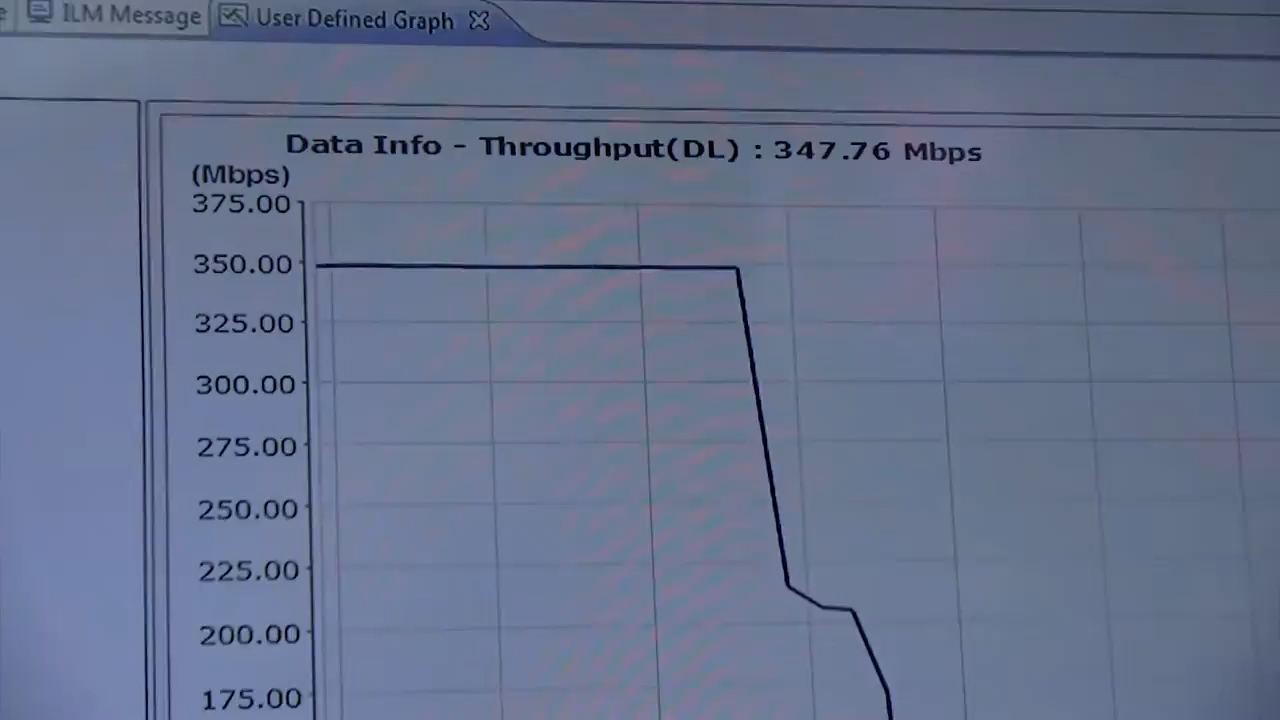 ILM Message
User Defined Graph
Data Info - Throughput(DL) : 347.76 Mbps
(Mbps)
375.00
350.00
325.00
300.00
275.00
250.00
225.00
200.00
175.00